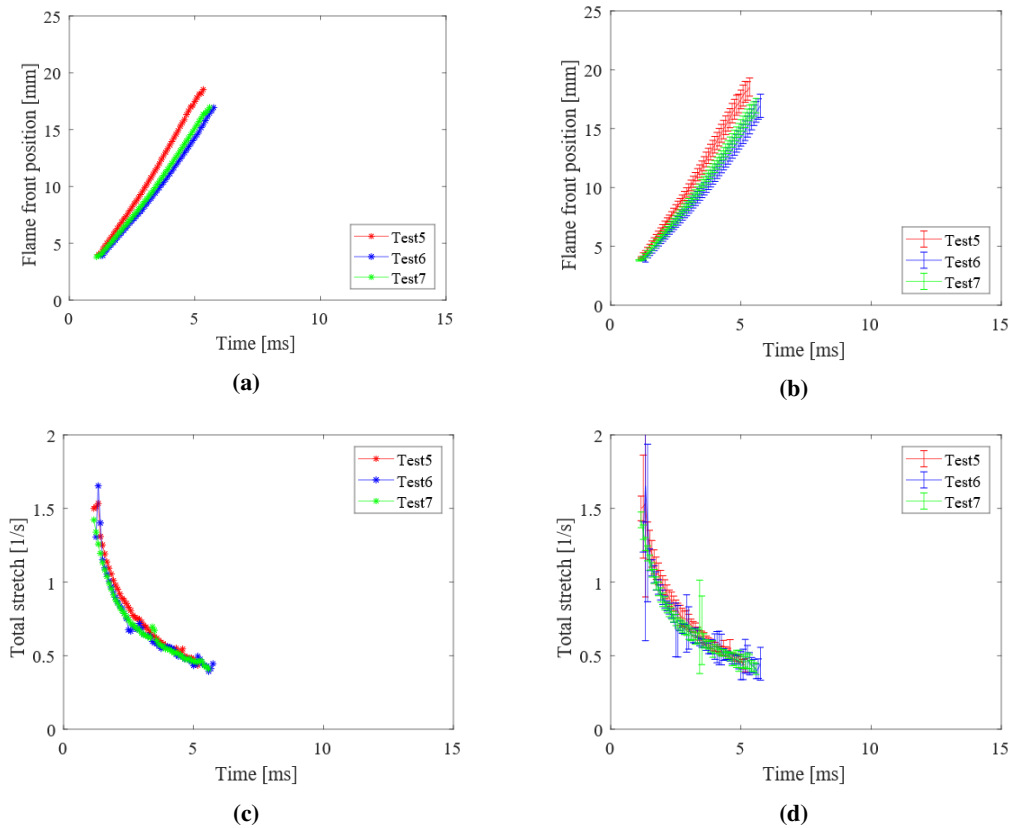 25
20
15
10
5
0
Flame front position [mm]
Test5
Test6
Test7
0 5 10 15
Time [ms]
(a)
25
20
15
10
5
0
Flame front position [mm]
Test5
Test6
Test7
0 5 10 15
Time [ms]
(b)
2
1.5
1
0.5
0
Total stretch [1/s]
Test5
Test6
Test7
0 5 10 15
Time [ms]
(c)
2
1.5
1
0.5
0
Total stretch [1/s]
Test5
Test6
Test7
0 5 10 15
Time [ms]
(d)